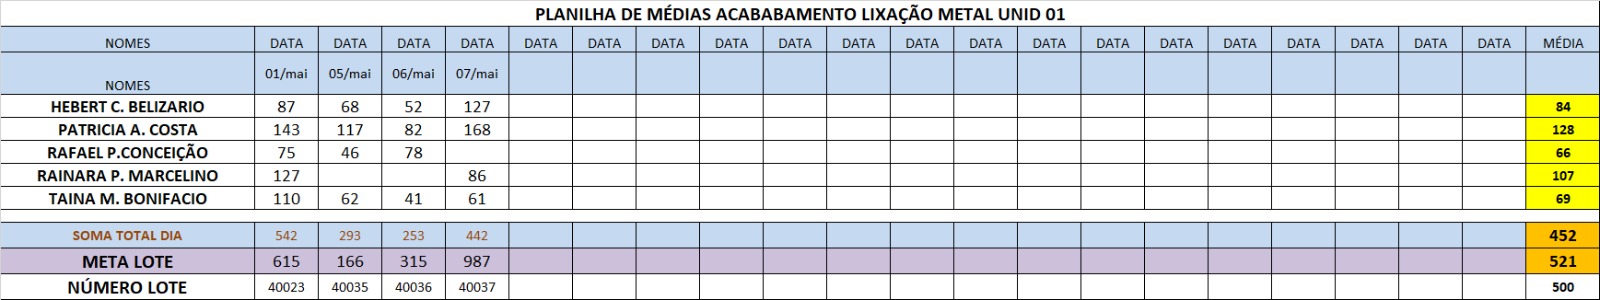 PLANILHA DE MÉDIAS ACABABAMENTO LIXAÇÃO METAL UNID 01
NOMES DATA DATA DATA DATA DATA DATA DATA DATA DATA DATA DATA DATA DATA DATA DATA DATA DATA DATA DATA DATA MÉDIA
NOMES 01/mai 05/mai 06/mai 07/mai
HEBERT C. BELIZARIO 87 68 52 127 84
PATRICIA A. COSTA 143 117 82 168 128
RAFAEL P.CONCEIÇÃO 75 46 78 66
RAINARA P. MARCELINO 127 86 107
TAINA M. BONIFACIO 110 62 41 61 69
SOMA TOTAL DIA 542 293 253 442 452
META LOTE 615 166 315 987 521
NÚMERO LOTE 40023 40035 40036 40037 500